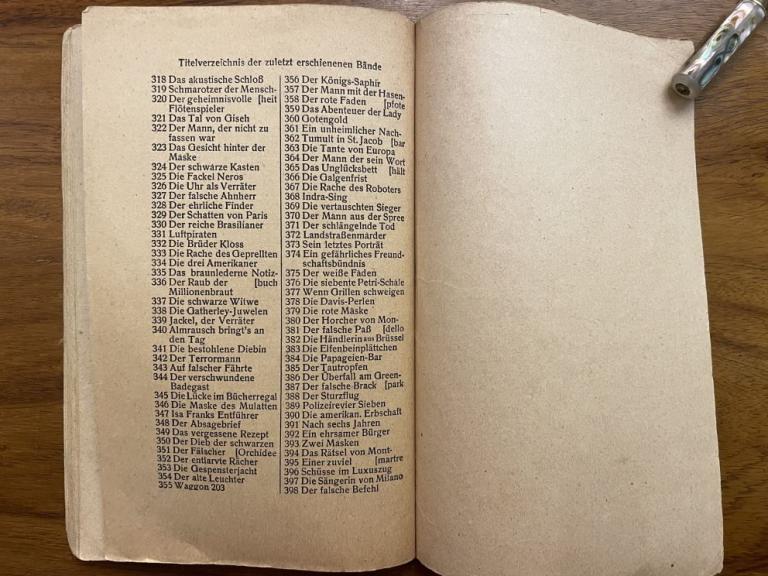 Titelverzeichnis der zuletzt erschienenen Bände
318 Das akustische Schloß
319 Schmarotzer der Mensch-
320 Der geheimnisvolle [heit
Flötenspieler
321 Das Tal von Giseh
322 Der Mann, der nicht zu
fassen war
323 Das Gesicht hinter der
Maske
324 Der schwarze Kasten
325 Die Fackel Neros
326 Die Uhr als Verräter
327 Der falsche Ahnherr
328 Der ehrliche Finder
329 Der Schatten von Paris
330 Der reiche Brasilianer
331 Luftpiraten
332 Die Brüder Klöss
333 Die Rache des Geprellten
334 Die drei Amerikaner
335 Das braunlederne Notiz-
336 Der Raub der [buch
Millionenbraut
337 Die schwarze Witwe
338 Die Gatherley-Juwelen
339 Jackel, der Verräter
340 Almrausch bringt's an
den Tag
341 Die bestohlene Diebin
342 Der Terrormann
343 Auf falscher Fährte
344 Der verschwundene
Badegast
345 Die Lücke im Bücherregal
346 Die Maske des Mulatten
347 Isa Franks Entführer
348 Der Absagebrief
349 Das vergessene Rezept
350 Der Dieb der schwarzen
351 Der Fälscher [Orchidee
352 Der entlarvte Rächer
353 Die Gespensterjacht
354 Der alte Leuchter
355 Waggon 203
356 Der Königs-Saphir
357 Der Mann mit der Hasen-
358 Der rote Faden [pfote
359 Das Abenteuer der Lady
360 Gotengold
361 Ein unheimlicher Nach-
362 Tumult in St. Jacob [bar
363 Die Tante von Europa
364 Der Mann der sein Wort
365 Das Unglücksbett [hält
366 Die Galgenfrist
367 Die Rache des Roboters
368 Indra-Sing
369 Die vertauschten Sieger
370 Der Mann aus der Spree
371 Der schlängelnde Tod
372 Landstraßenmarder
373 Sein letztes Porträt
374 Ein gefährliches Freund-
schaftsbündnis
375 Der weiße Faden
376 Die siebente Petri-Schale
377 Wenn Grillen schweigen
378 Die Davis-Perlen
379 Die rote Maske
380 Der Horcher von Mon-
381 Der falsche Paß [dello
382 Die Händlerin aus Brüssel
383 Die Elfenbeinplättchen
384 Die Papageien-Bar
385 Der Tautropfen
386 Der Überfall am Green-
387 Der falsche Brack [park
388 Der Sturzflug
389 Polizeirevier Sieben
390 Die amerikan. Erbschaft
391 Nach sechs Jahren
392 Ein ehrsamer Bürger
393 Zwei Masken
394 Das Rätsel von Mont-
395 Einer zuviel [martre
396 Schüsse im Luxuszug
397 Die Sängerin von Milano
398 Der falsche Befehl